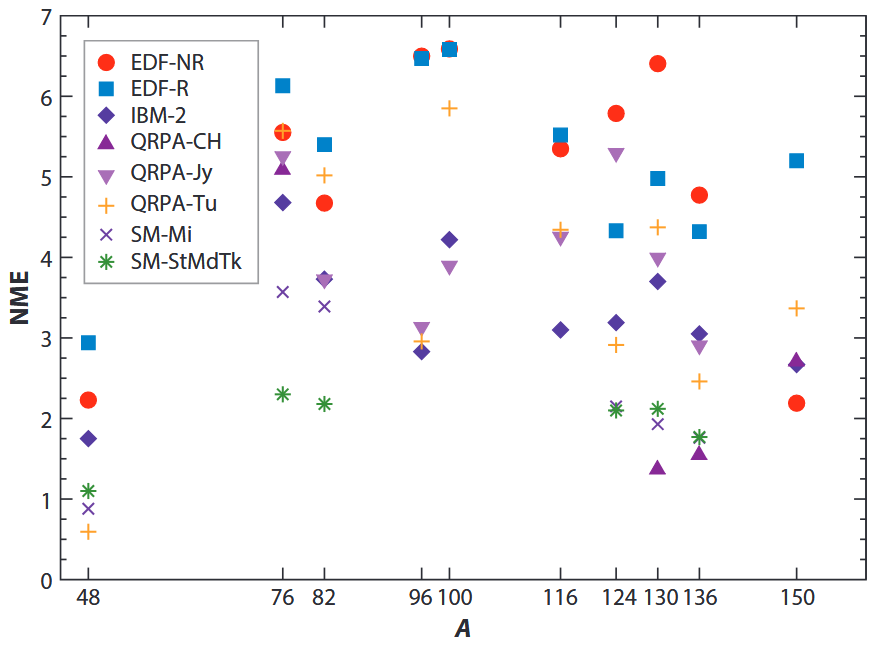 7
6
5
4
3
2
1
0
NME
EDF-NR
EDF-R
IBM-2
QRPA-CH
QRPA-Jy
QRPA-Tu
SM-Mi
SM-StMdTk
48 76 82 96 100 116 124 130 136 150
A